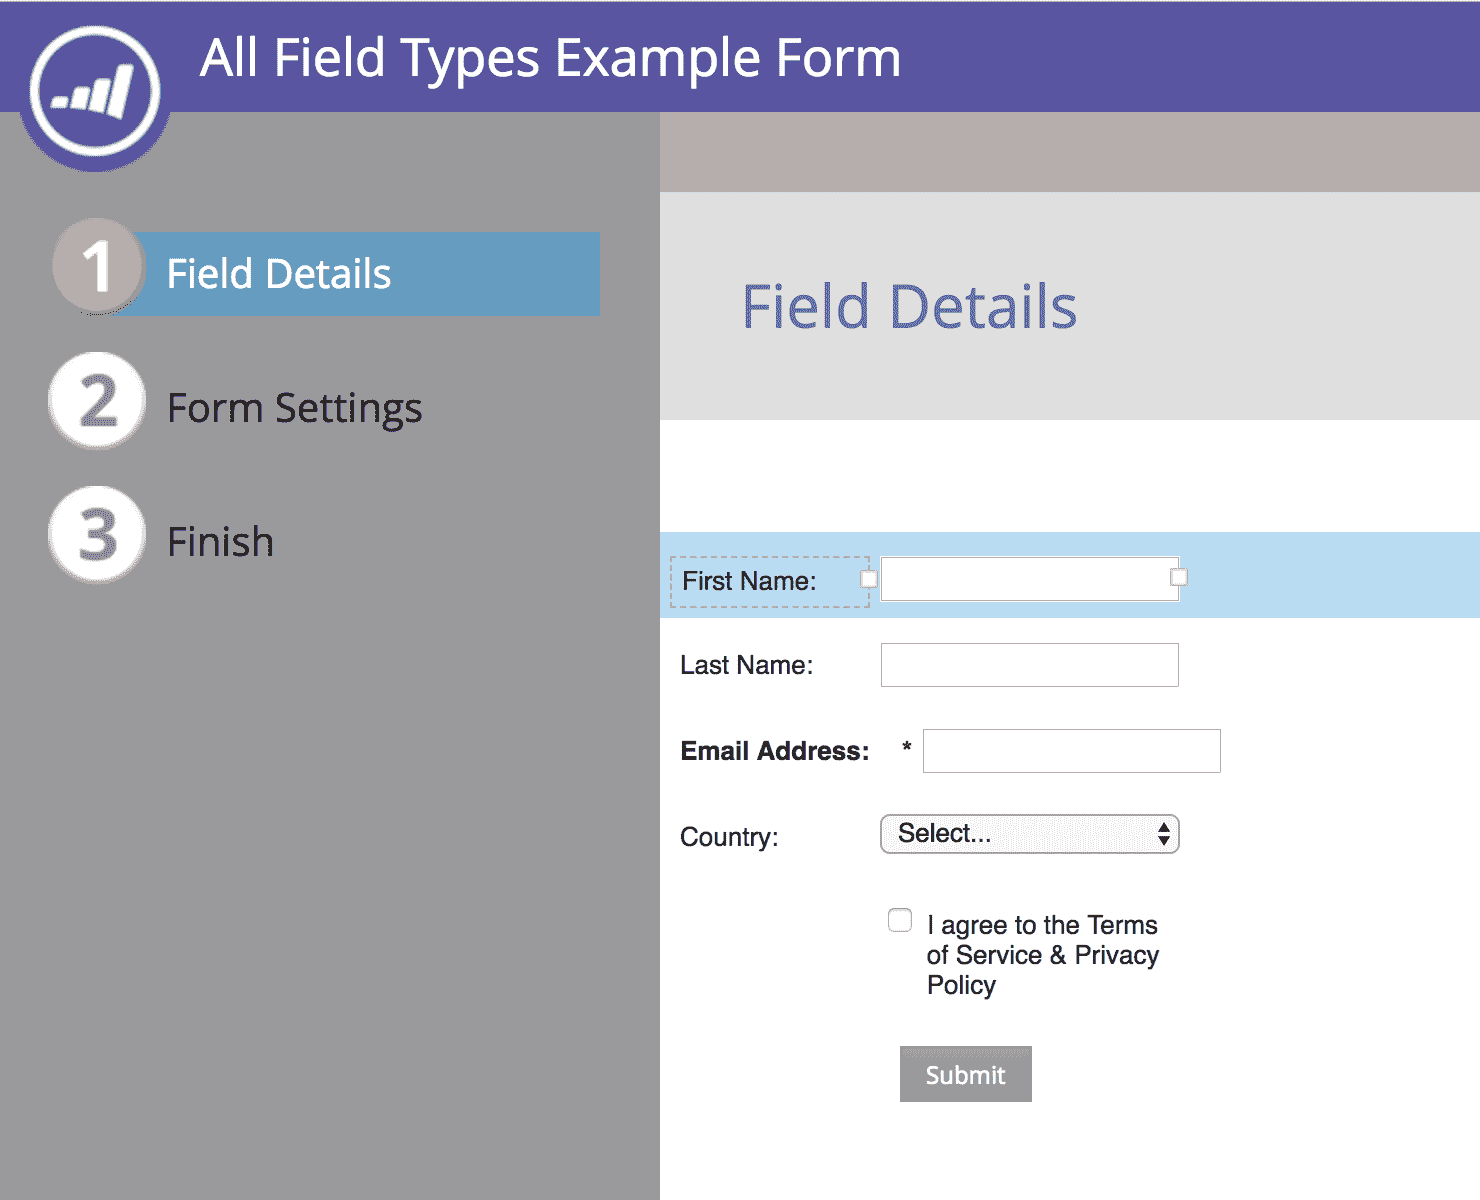 All Field Types Example Form
1 Field Details
2 Form Settings
3 Finish
Field Details
First Name:
Last Name:
Email Address: *
Country: Select...
I agree to the Terms
of Service & Privacy
Policy
Submit